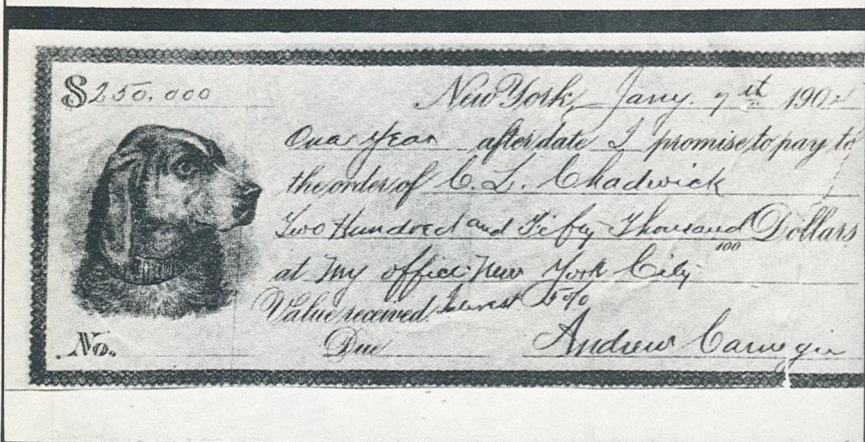 $250.000 New York, Jany. 7th 190
One Year after date I promise to pay to
the order of C. L. Chadwick
Two Hundred and Fifty Thousand 100 Dollars
at my office New York City
Value received. Interest 5%
No. Due Andrew Carnegie